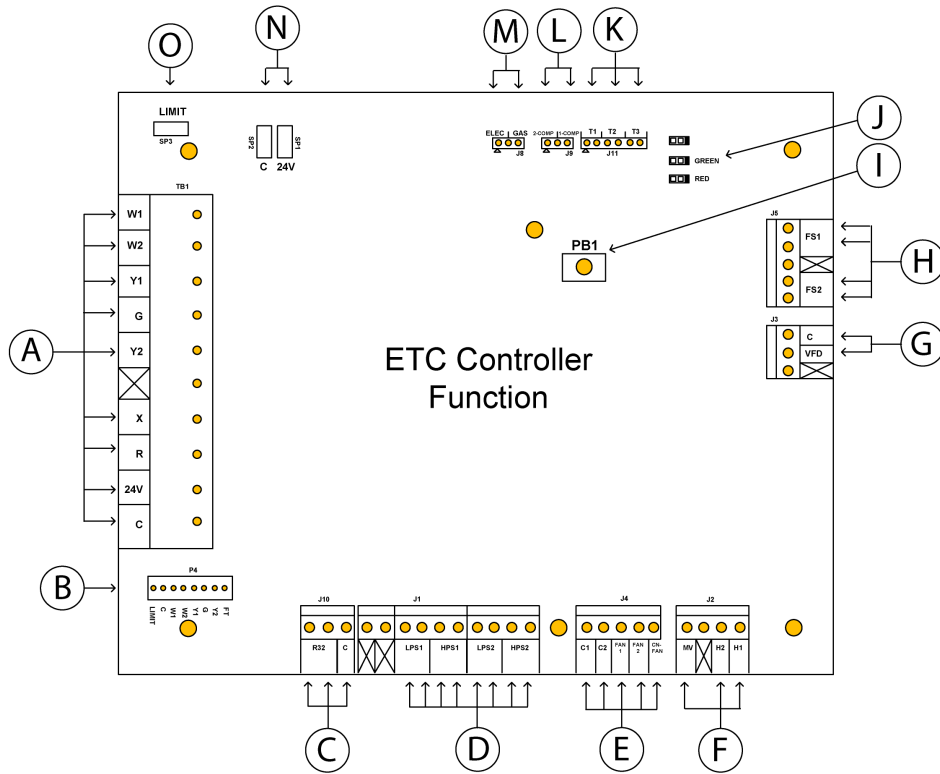 O
N
M
L
K
LIMIT
SP3
SP2
SP1
C 24V
ELEC GAS
J8
2-COMP 1-COMP
J9
T1 T2 T3
J11
GREEN
RED
J
I
PB1
TB1
W1
W2
Y1
G
Y2
X
R
24V
C
A
J5
FS1
FS2
H
J3
C
VFD
G
ETC Controller
Function
B
P4
LIMIT
C
W1
W2
Y1
G
Y2
FT
J10
R32 C
J1
LPS1 HPS1 LPS2 HPS2
J4
C1 C2 FAN 1 FAN 2 CN-FAN
J2
MV H2 H1
C
D
E
F